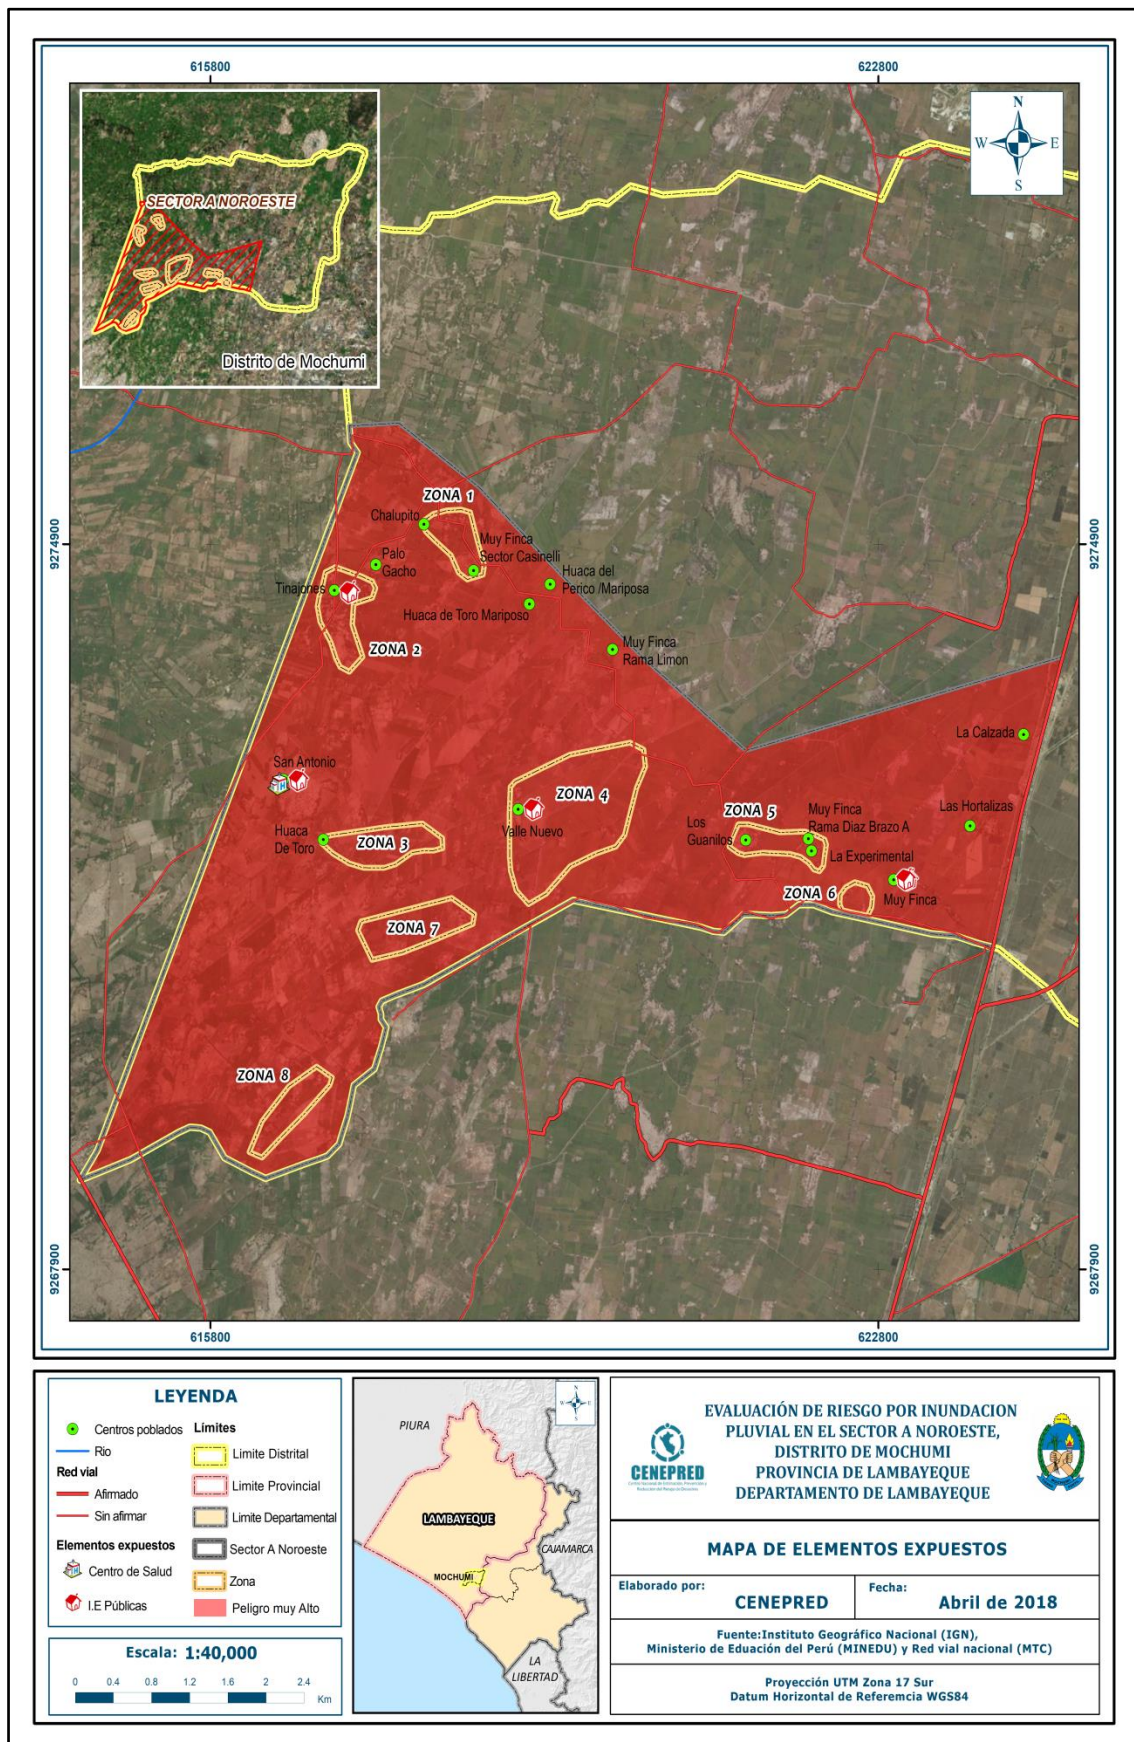 615800
622800
N
W
E
S
SECTOR A NOROESTE
Distrito de Mochumi
9274900
9274900
ZONA 1
Chalupito
Muy Finca
Sector Casinelli
Palo
Gacho
Huaca del
Perico /Mariposa
Tinajones
Huaca de Toro Mariposo
ZONA 2
Muy Finca
Rama Limon
La Calzada
San Antonio
ZONA 4
Valle Nuevo
ZONA 5
Muy Finca
Rama Diaz Brazo A
Las Hortalizas
Los
Guanilos
Huaca
De Toro
ZONA 3
La Experimental
ZONA 6
Muy Finca
ZONA 7
ZONA 8
9267900
9267900
615800
622800
LEYENDA
Centros poblados
Rio
Red vial
Afirmado
Sin afirmar
Elementos expuestos
Centro de Salud
I.E Públicas
Límites
Limite Distrital
Limite Provincial
Limite Departamental
Sector A Noroeste
Zona
Peligro muy Alto
Escala: 1:40,000
0 0.4 0.8 1.2 1.6 2 2.4
Km
N
W
E
S
PIURA
LAMBAYEQUE
CAJAMARCA
MOCHUMI
LA
LIBERTAD
CENEPRED
EVALUACIÓN DE RIESGO POR INUNDACION
PLUVIAL EN EL SECTOR A NOROESTE,
DISTRITO DE MOCHUMI
PROVINCIA DE LAMBAYEQUE
DEPARTAMENTO DE LAMBAYEQUE
MAPA DE ELEMENTOS EXPUESTOS
Elaborado por:
CENEPRED
Fecha:
Abril de 2018
Fuente:Instituto Geográfico Nacional (IGN),
Ministerio de Eduación del Perú (MINEDU) y Red vial nacional (MTC)
Proyección UTM Zona 17 Sur
Datum Horizontal de Referemcia WGS84